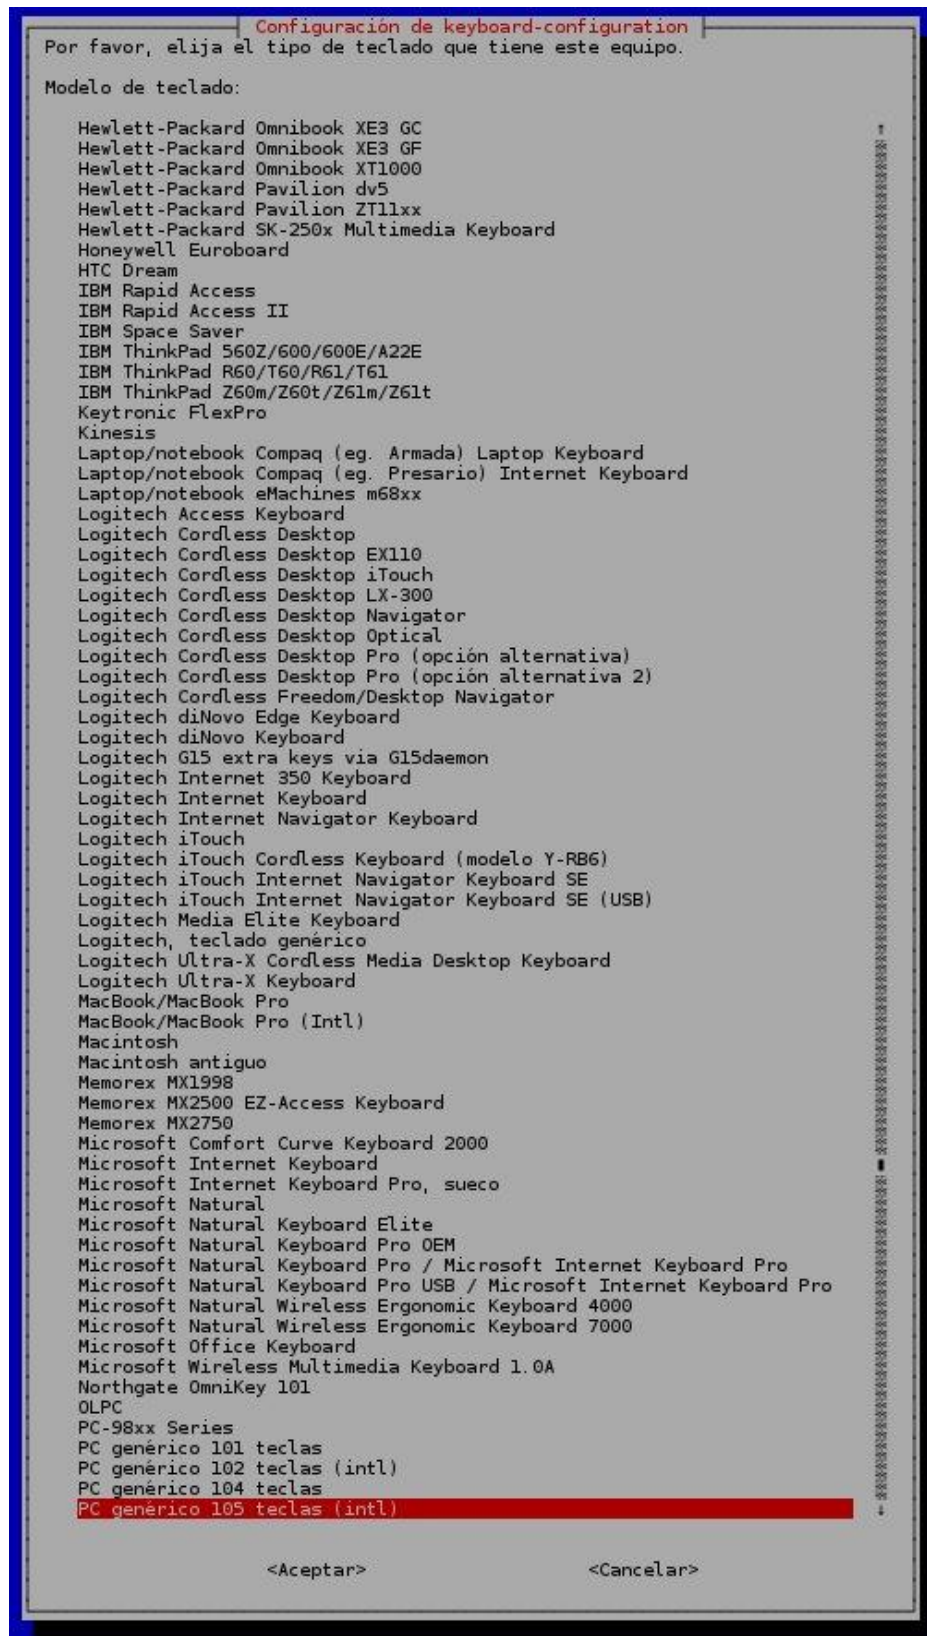 Configuración de keyboard-configuration
Por favor, elija el tipo de teclado que tiene este equipo.
Modelo de teclado:
Hewlett-Packard Omnibook XE3 GC
Hewlett-Packard Omnibook XE3 GF
Hewlett-Packard Omnibook XT1000
Hewlett-Packard Pavilion dv5
Hewlett-Packard Pavilion ZT11xx
Hewlett-Packard SK-250x Multimedia Keyboard
Honeywell Euroboard
HTC Dream
IBM Rapid Access
IBM Rapid Access II
IBM Space Saver
IBM ThinkPad 560Z/600/600E/A22E
IBM ThinkPad R60/T60/R61/T61
IBM ThinkPad Z60m/Z60t/Z61m/Z61t
Keytronic FlexPro
Kinesis
Laptop/notebook Compaq (eg. Armada) Laptop Keyboard
Laptop/notebook Compaq (eg. Presario) Internet Keyboard
Laptop/notebook eMachines m68xx
Logitech Access Keyboard
Logitech Cordless Desktop
Logitech Cordless Desktop EX110
Logitech Cordless Desktop iTouch
Logitech Cordless Desktop LX-300
Logitech Cordless Desktop Navigator
Logitech Cordless Desktop Optical
Logitech Cordless Desktop Pro (opción alternativa)
Logitech Cordless Desktop Pro (opción alternativa 2)
Logitech Cordless Freedom/Desktop Navigator
Logitech diNovo Edge Keyboard
Logitech diNovo Keyboard
Logitech G15 extra keys via G15daemon
Logitech Internet 350 Keyboard
Logitech Internet Keyboard
Logitech Internet Navigator Keyboard
Logitech iTouch
Logitech iTouch Cordless Keyboard (modelo Y-RB6)
Logitech iTouch Internet Navigator Keyboard SE
Logitech iTouch Internet Navigator Keyboard SE (USB)
Logitech Media Elite Keyboard
Logitech, teclado genérico
Logitech Ultra-X Cordless Media Desktop Keyboard
Logitech Ultra-X Keyboard
MacBook/MacBook Pro
MacBook/MacBook Pro (Intl)
Macintosh
Macintosh antiguo
Memorex MX1998
Memorex MX2500 EZ-Access Keyboard
Memorex MX2750
Microsoft Comfort Curve Keyboard 2000
Microsoft Internet Keyboard
Microsoft Internet Keyboard Pro, sueco
Microsoft Natural
Microsoft Natural Keyboard Elite
Microsoft Natural Keyboard Pro OEM
Microsoft Natural Keyboard Pro / Microsoft Internet Keyboard Pro
Microsoft Natural Keyboard Pro USB / Microsoft Internet Keyboard Pro
Microsoft Natural Wireless Ergonomic Keyboard 4000
Microsoft Natural Wireless Ergonomic Keyboard 7000
Microsoft Office Keyboard
Microsoft Wireless Multimedia Keyboard 1.0A
Northgate OmniKey 101
OLPC
PC-98xx Series
PC genérico 101 teclas
PC genérico 102 teclas (intl)
PC genérico 104 teclas
PC genérico 105 teclas (intl)
<Aceptar> <Cancelar>